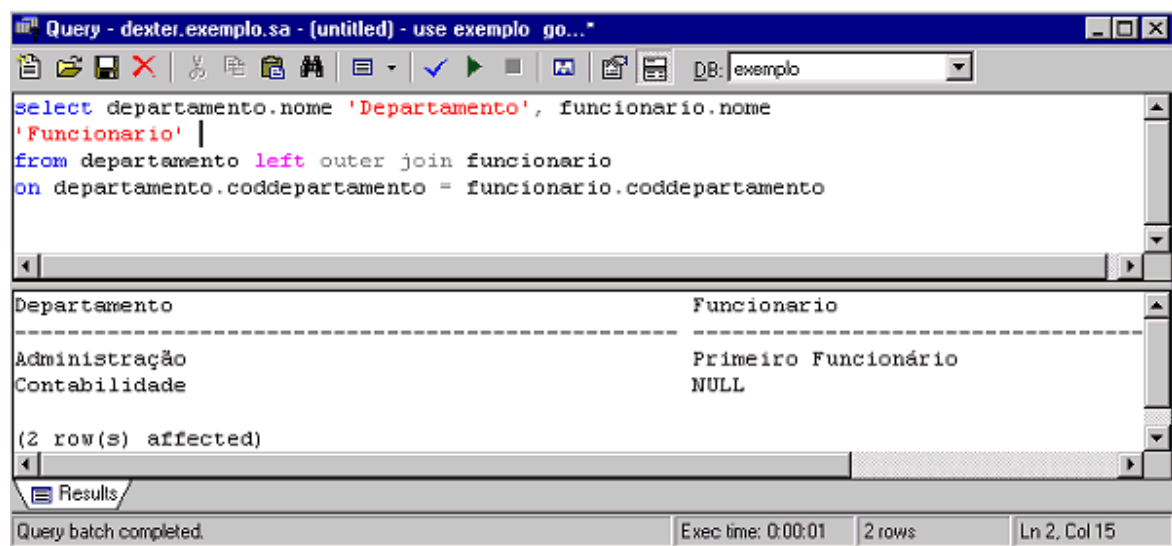 Query - dexter.exemplo.sa - (untitled) - use exemplo go...*
DB: exemplo
select departamento.nome 'Departamento', funcionario.nome
'Funcionario'
from departamento left outer join funcionario
on departamento.coddepartamento = funcionario.coddepartamento
Departamento Funcionario
--------------------------------------------------- ----------------------------------
Administração Primeiro Funcionário
Contabilidade NULL
(2 row(s) affected)
Results
Query batch completed. Exec time: 0:00:01 2 rows Ln 2, Col 15